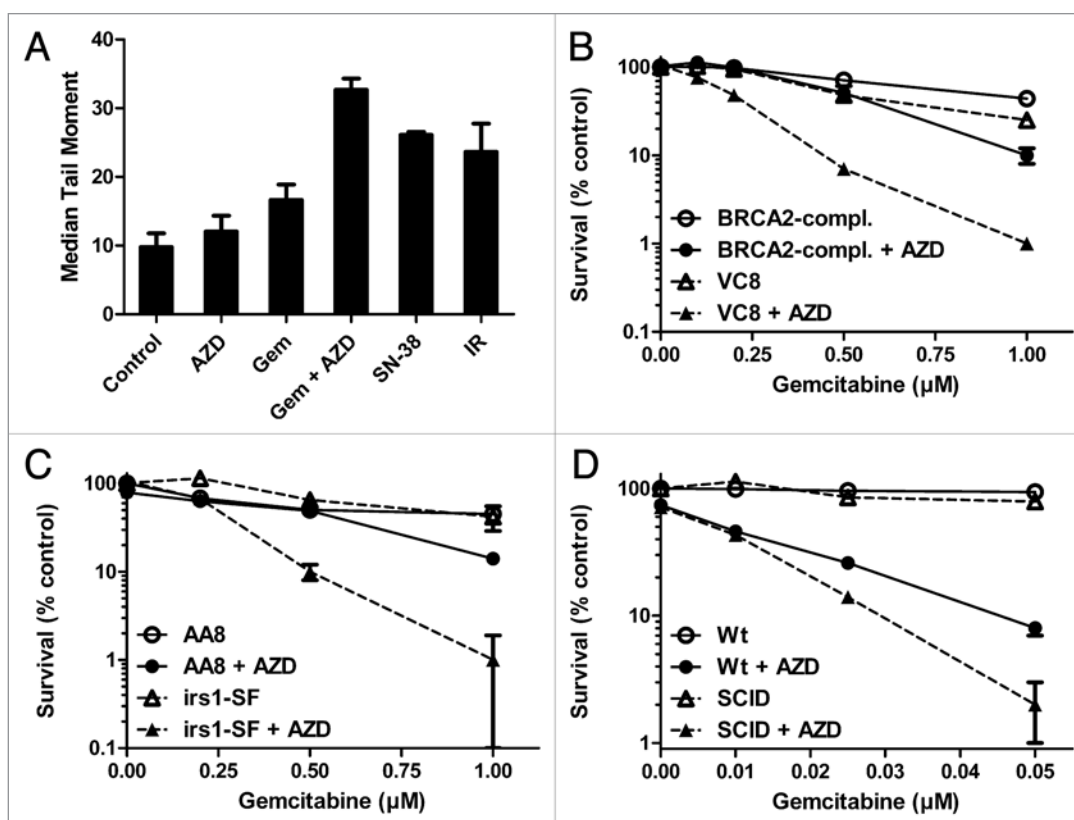 A
Median Tail Moment
40
30
20
10
0
Control
AZD
Gem
Gem + AZD
SN-38
IR
B
Survival (% control)
100
10
1
0.1
BRCA2-compl.
BRCA2-compl. + AZD
VC8
VC8 + AZD
0.00 0.25 0.50 0.75 1.00
Gemcitabine (µM)
C
Survival (% control)
100
10
1
0.1
AA8
AA8 + AZD
irs1-SF
irs1-SF + AZD
0.00 0.25 0.50 0.75 1.00
Gemcitabine (µM)
D
Survival (% control)
100
10
1
Wt
Wt + AZD
SCID
SCID + AZD
0.00 0.01 0.02 0.03 0.04 0.05
Gemcitabine (µM)